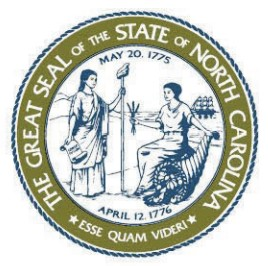 THE GREAT SEAL OF THE STATE OF NORTH CAROLINA
MAY 20, 1775
APRIL 12, 1776
★ESSE QUAM VIDERI★